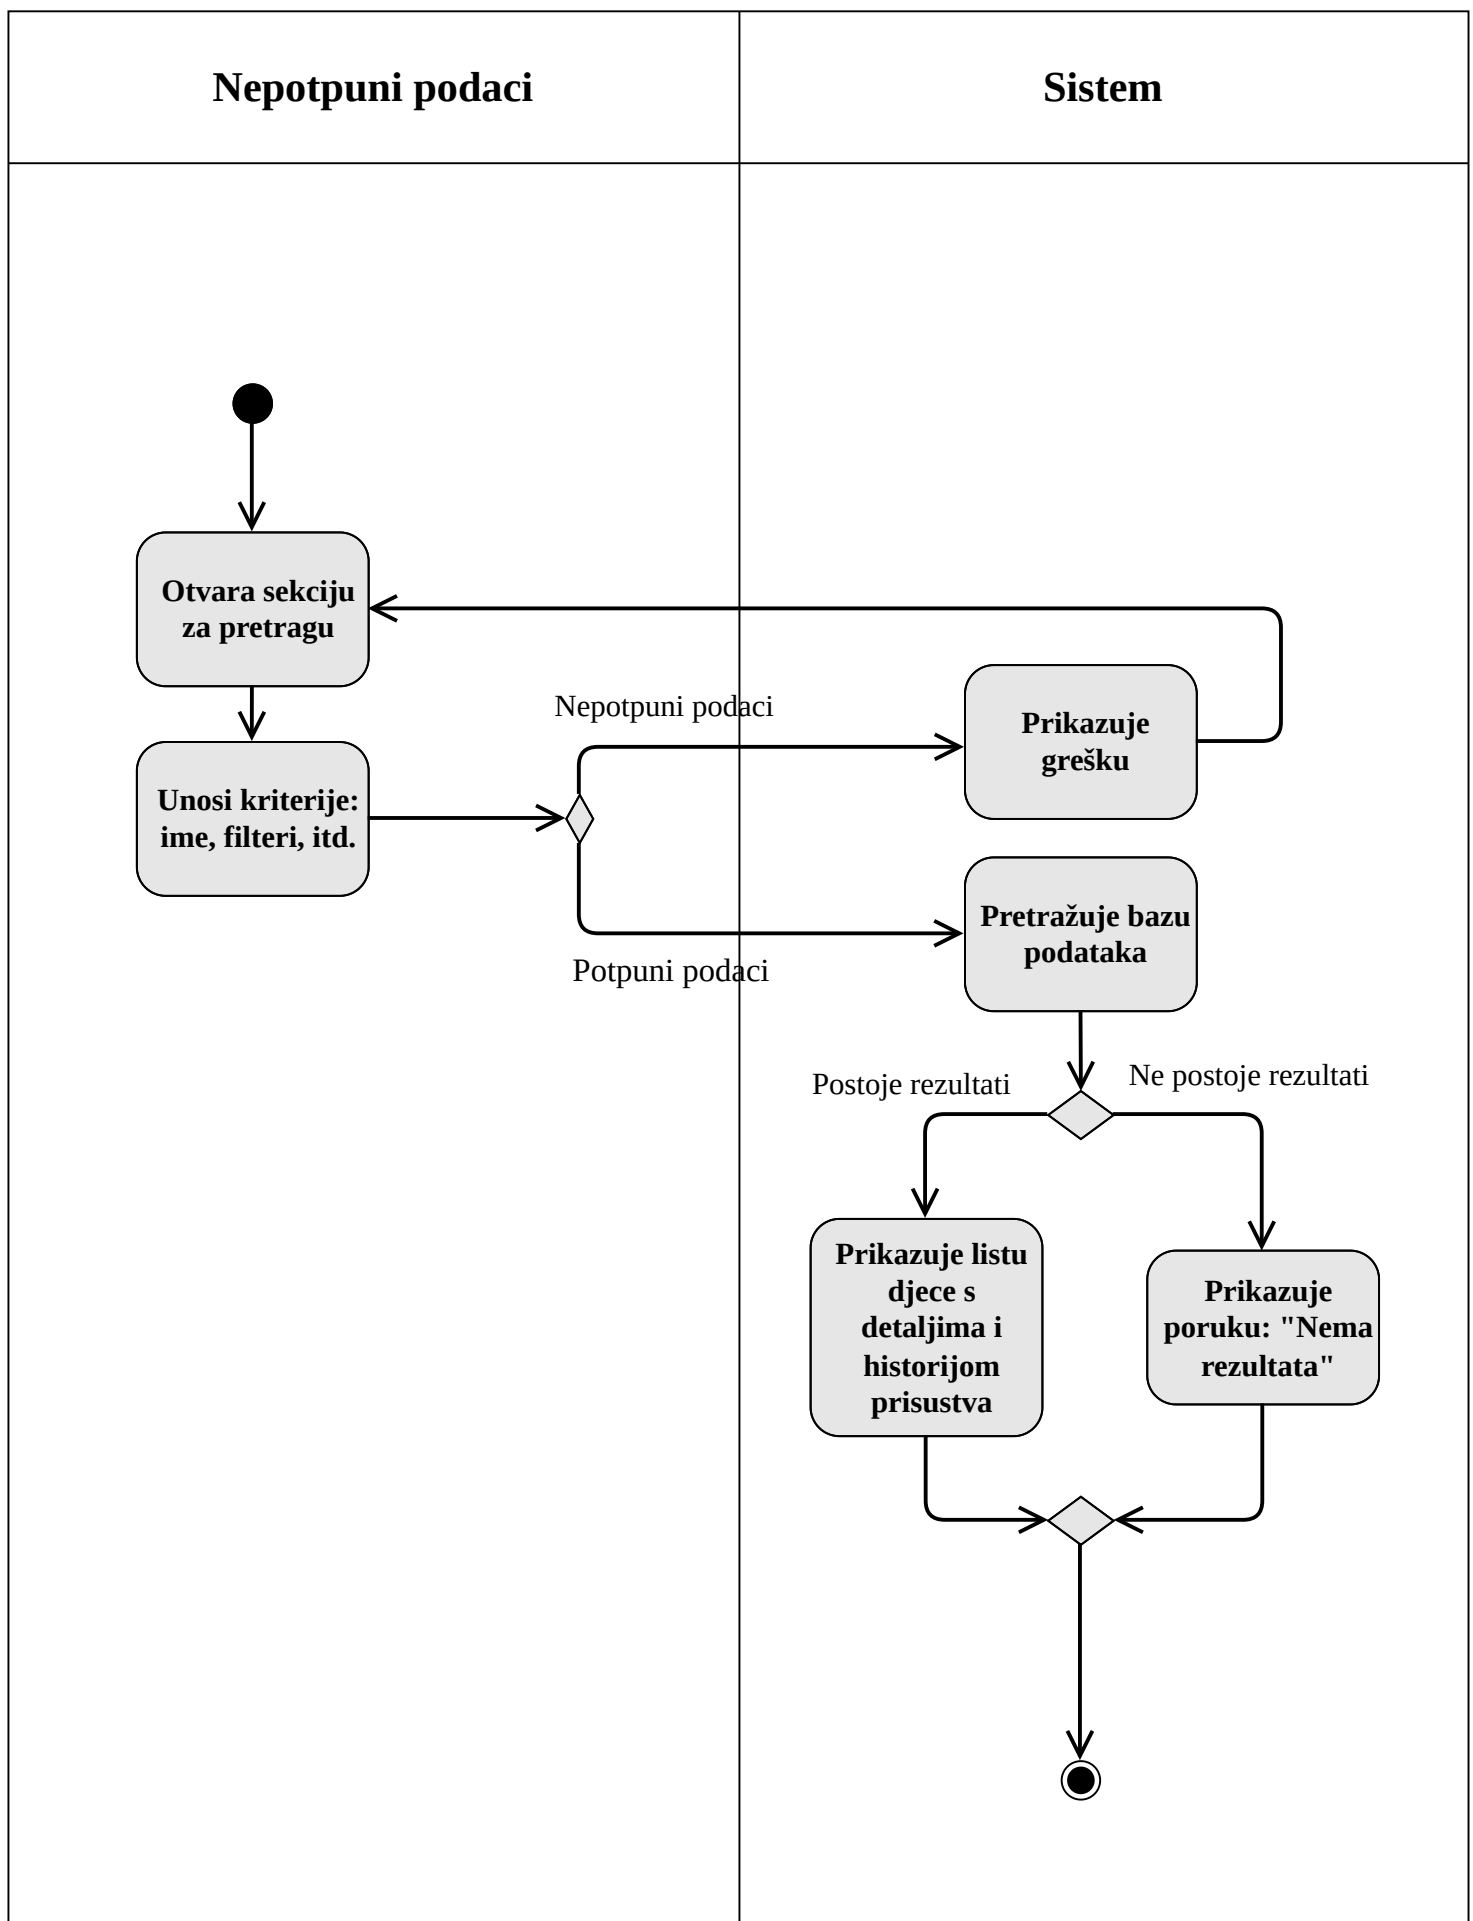 Nepotpuni podaci
Sistem
Otvara sekciju
za pretragu
Nepotpuni podaci
Prikazuje
grešku
Unosi kriterije:
ime, filteri, itd.
Pretražuje bazu
podataka
Potpuni podaci
Postoje rezultati
Ne postoje rezultati
Prikazuje listu
djece s
detaljima i
historijom
prisustva
Prikazuje
poruku: "Nema
rezultata"